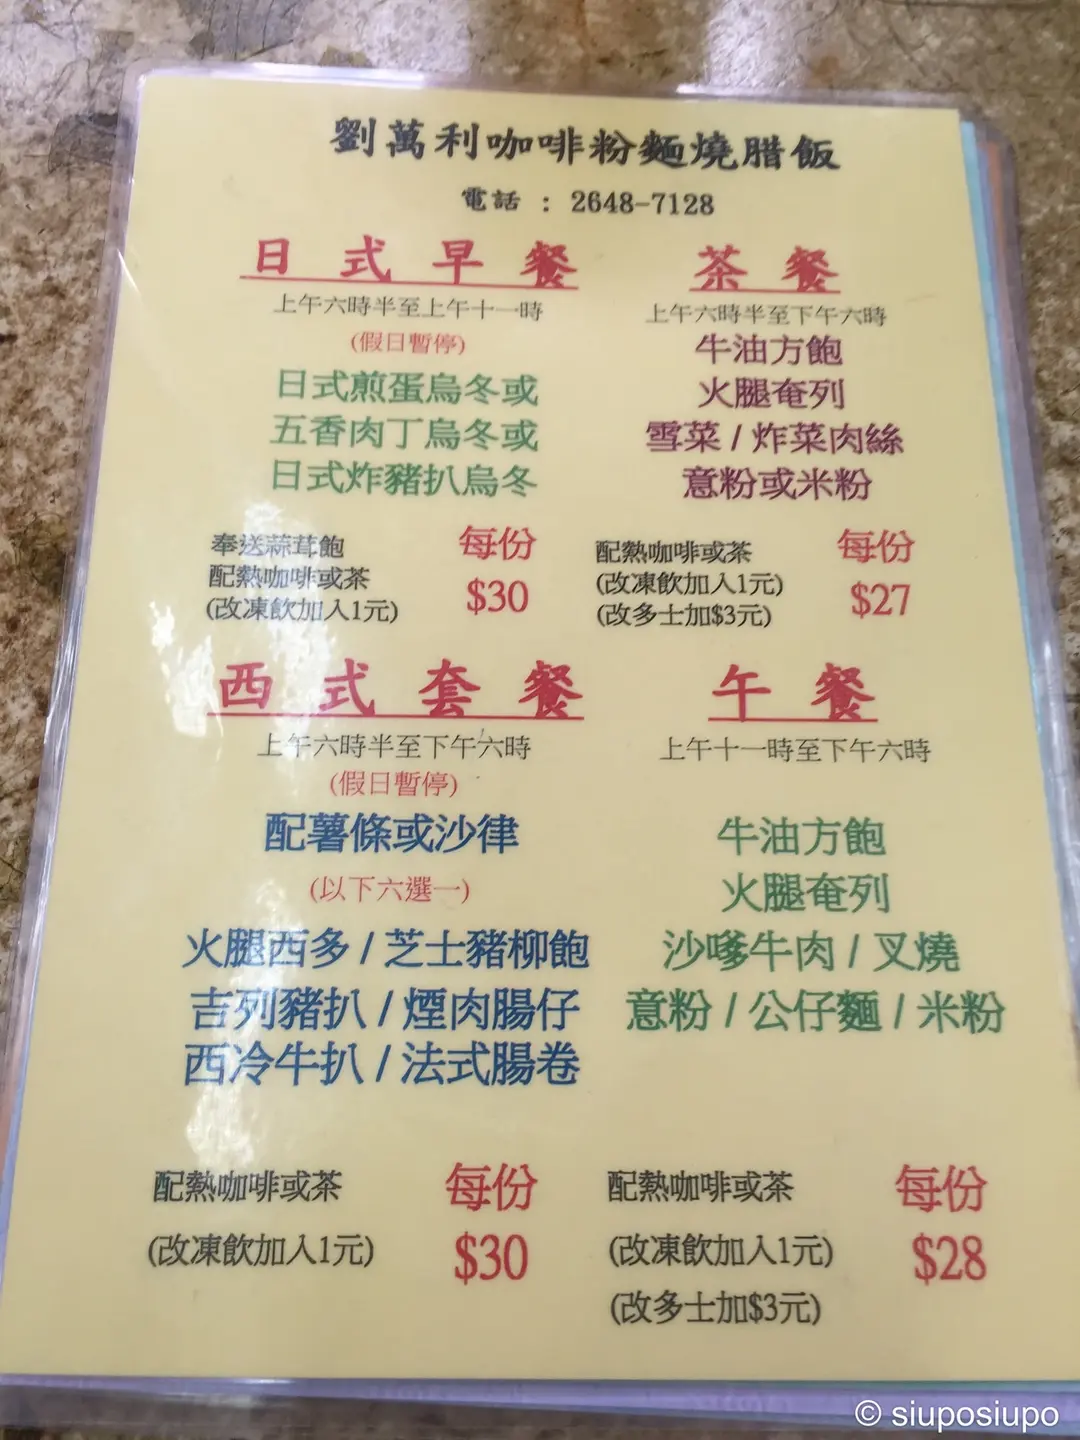 劉萬利咖啡粉麵燒腊飯
電話 : 2648-7128
日式早餐
上午六時半至上午十一時
(假日暫停)
日式煎蛋烏冬或
五香肉丁烏冬或
日式炸豬扒烏冬
奉送蒜茸飽
配熱咖啡或茶
(改凍飲加入1元)
每份
$30
茶餐
上午六時半至下午六時
牛油方飽
火腿奄列
雪菜 / 炸菜肉絲
意粉或米粉
配熱咖啡或茶
(改凍飲加入1元)
(改多士加$3元)
每份
$27
西式套餐
上午六時半至下午六時
(假日暫停)
配薯條或沙律
(以下六選一)
火腿西多 / 芝士豬柳飽
吉列豬扒 / 煙肉腸仔
西冷牛扒 / 法式腸卷
配熱咖啡或茶
(改凍飲加入1元)
每份
$30
午餐
上午十一時至下午六時
牛油方飽
火腿奄列
沙嗲牛肉 / 叉燒
意粉 / 公仔麵 / 米粉
配熱咖啡或茶
(改凍飲加入1元)
(改多士加$3元)
每份
$28
© siuposiupo